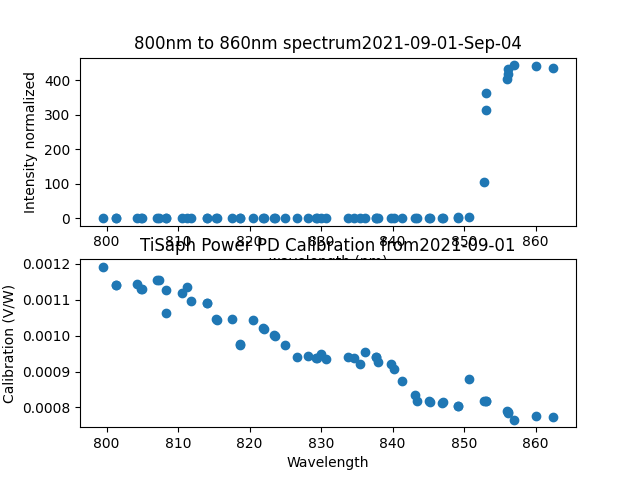 800nm to 860nm spectrum2021-09-01-Sep-04
Intensity normalized
400
300
200
100
0
800 810 820 830 840 850 860
wavelength (nm)
TiSaph Power PD Calibration from2021-09-01
Calibration (V/W)
0.0012
0.0011
0.0010
0.0009
0.0008
800 810 820 830 840 850 860
Wavelength